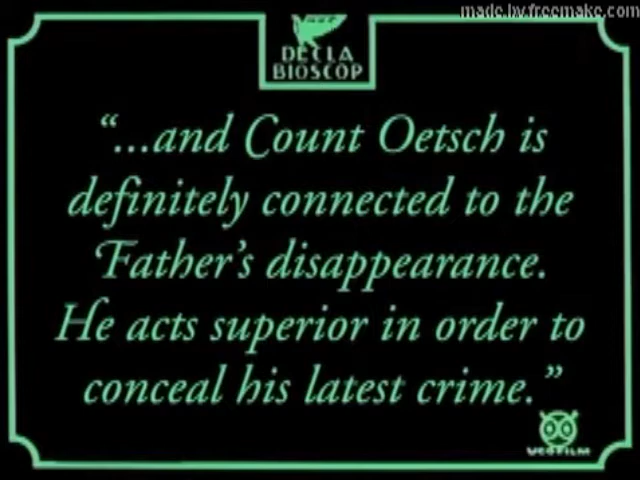 made.by.freemake.com
DECLA
BIOSCOP
“...and Count Oetsch is
definitely connected to the
Father’s disappearance.
He acts superior in order to
conceal his latest crime.”